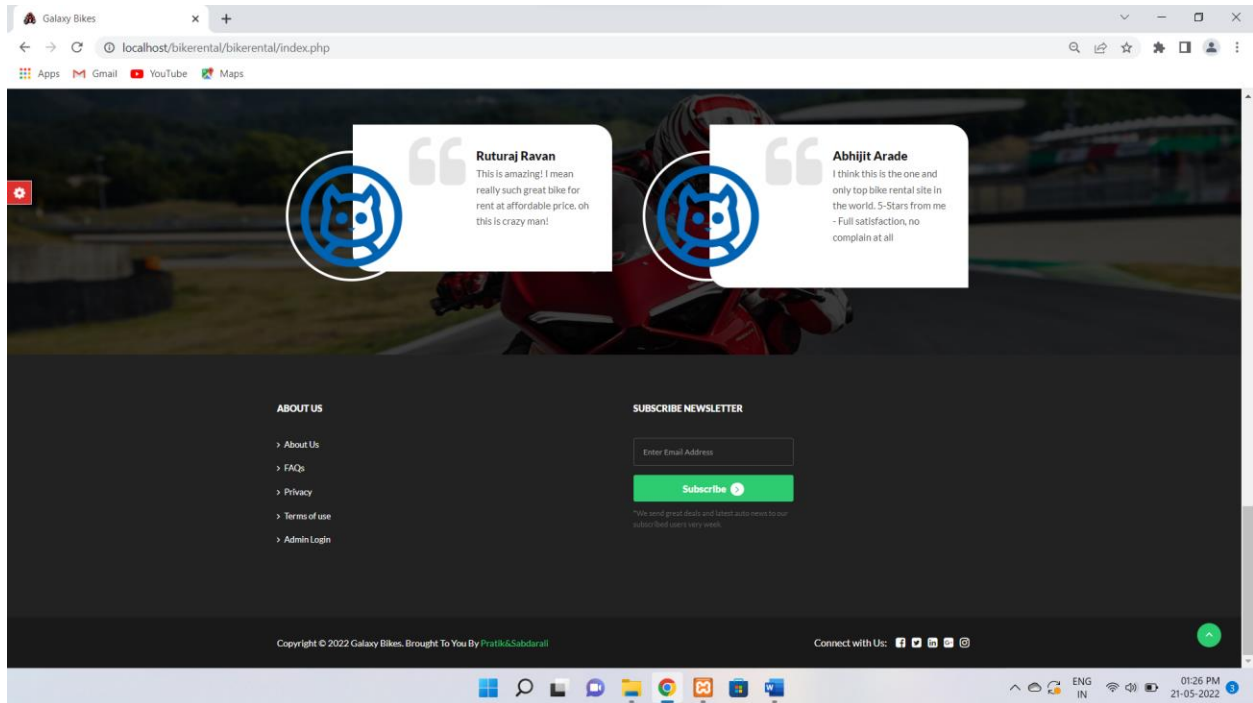 Galaxy Bikes
localhost/bikerental/bikerental/index.php
Apps Gmail YouTube Maps
Ruturaj Ravan
This is amazing! I mean
really such great bike for
rent at affordable price. oh
this is crazy man!
Abhijit Arade
I think this is the one and
only top bike rental site in
the world. 5-Stars from me
- Full satisfaction, no
complain at all
ABOUT US
> About Us
> FAQs
> Privacy
> Terms of use
> Admin Login
SUBSCRIBE NEWSLETTER
Enter Email Address
Subscribe >
*We send great deals and latest auto news to our
subscribed users very week.
Copyright © 2022 Galaxy Bikes. Brought To You By Pratik&Sabdarali
Connect with Us:
ENG
IN
01:26 PM
21-05-2022
3